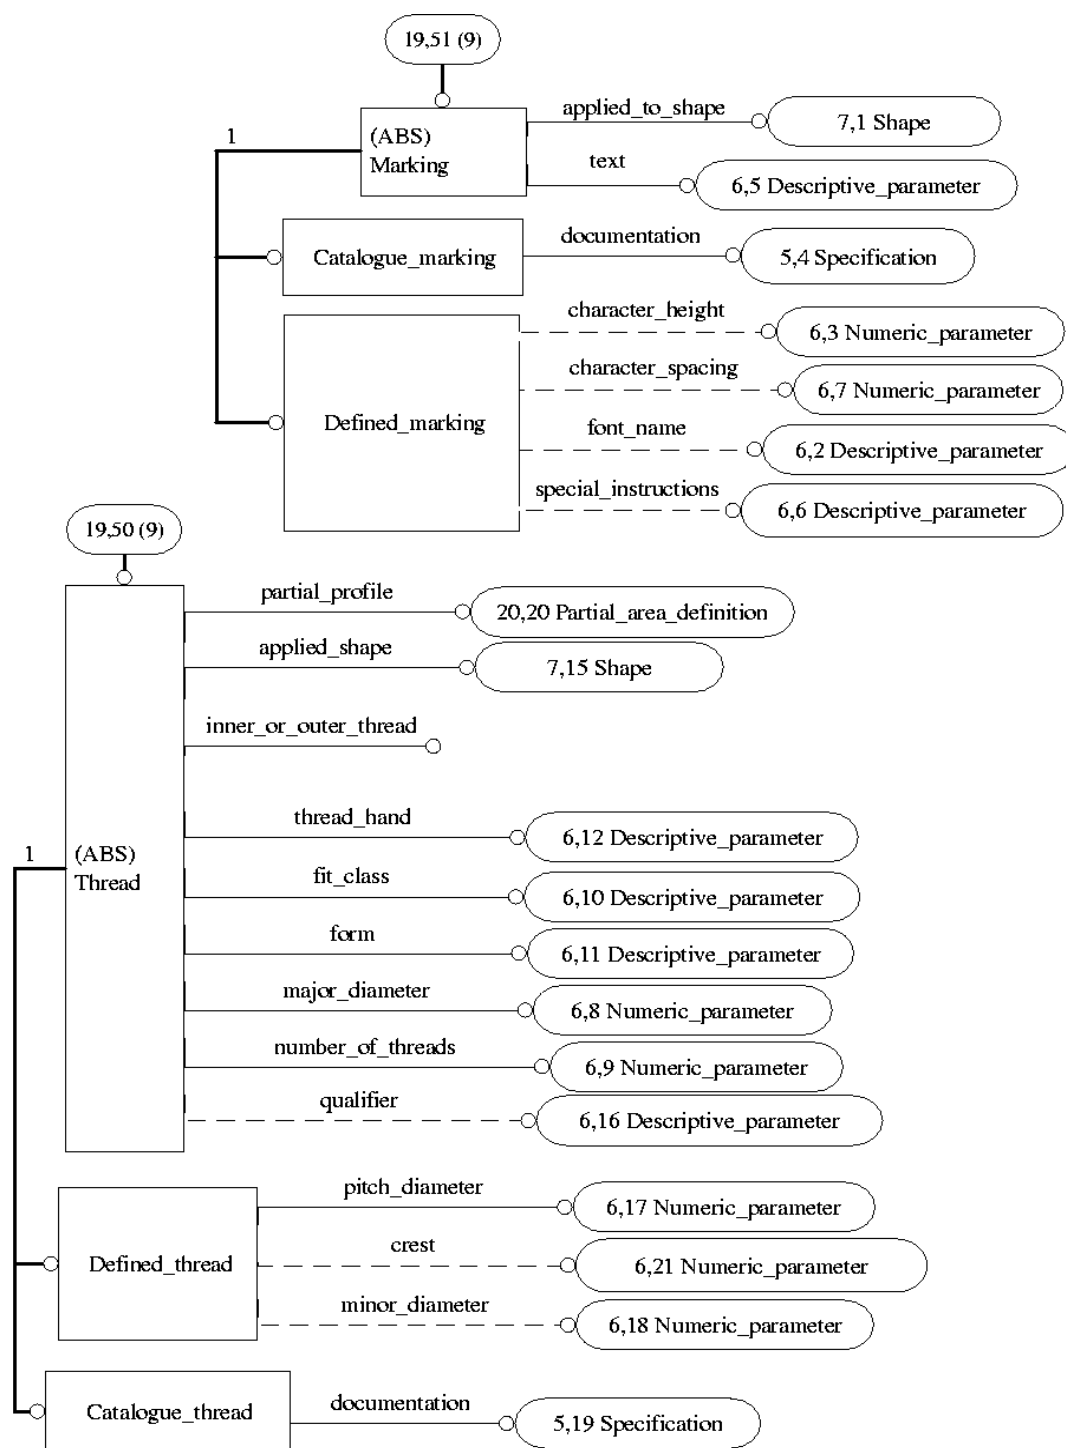 19,51 (9)
1
(ABS)
Marking
applied_to_shape
7,1 Shape
text
6,5 Descriptive_parameter
Catalogue_marking
documentation
5,4 Specification
Defined_marking
character_height
6,3 Numeric_parameter
character_spacing
6,7 Numeric_parameter
font_name
6,2 Descriptive_parameter
special_instructions
6,6 Descriptive_parameter
19,50 (9)
1
(ABS)
Thread
partial_profile
20,20 Partial_area_definition
applied_shape
7,15 Shape
inner_or_outer_thread
thread_hand
6,12 Descriptive_parameter
fit_class
6,10 Descriptive_parameter
form
6,11 Descriptive_parameter
major_diameter
6,8 Numeric_parameter
number_of_threads
6,9 Numeric_parameter
qualifier
6,16 Descriptive_parameter
Defined_thread
pitch_diameter
6,17 Numeric_parameter
crest
6,21 Numeric_parameter
minor_diameter
6,18 Numeric_parameter
Catalogue_thread
documentation
5,19 Specification